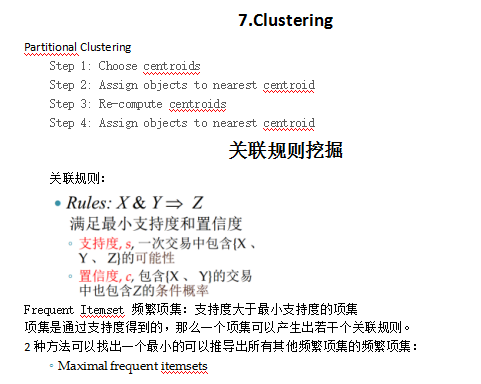 7.Clustering
Partitional Clustering
Step 1: Choose centroids
Step 2: Assign objects to nearest centroid
Step 3: Re-compute centroids
Step 4: Assign objects to nearest centroid
关联规则挖掘
关联规则：
• Rules: X & Y ⇒ Z
满足最小支持度和置信度
◦ 支持度, s, 一次交易中包含{X 、
Y 、 Z}的可能性
◦ 置信度, c, 包含{X 、 Y}的交易
中也包含Z的条件概率
Frequent Itemset 频繁项集：支持度大于最小支持度的项集
项集是通过支持度得到的，那么一个项集可以产生出若干个关联规则。
2 种方法可以找出一个最小的可以推导出所有其他频繁项集的频繁项集：
◦ Maximal frequent itemsets